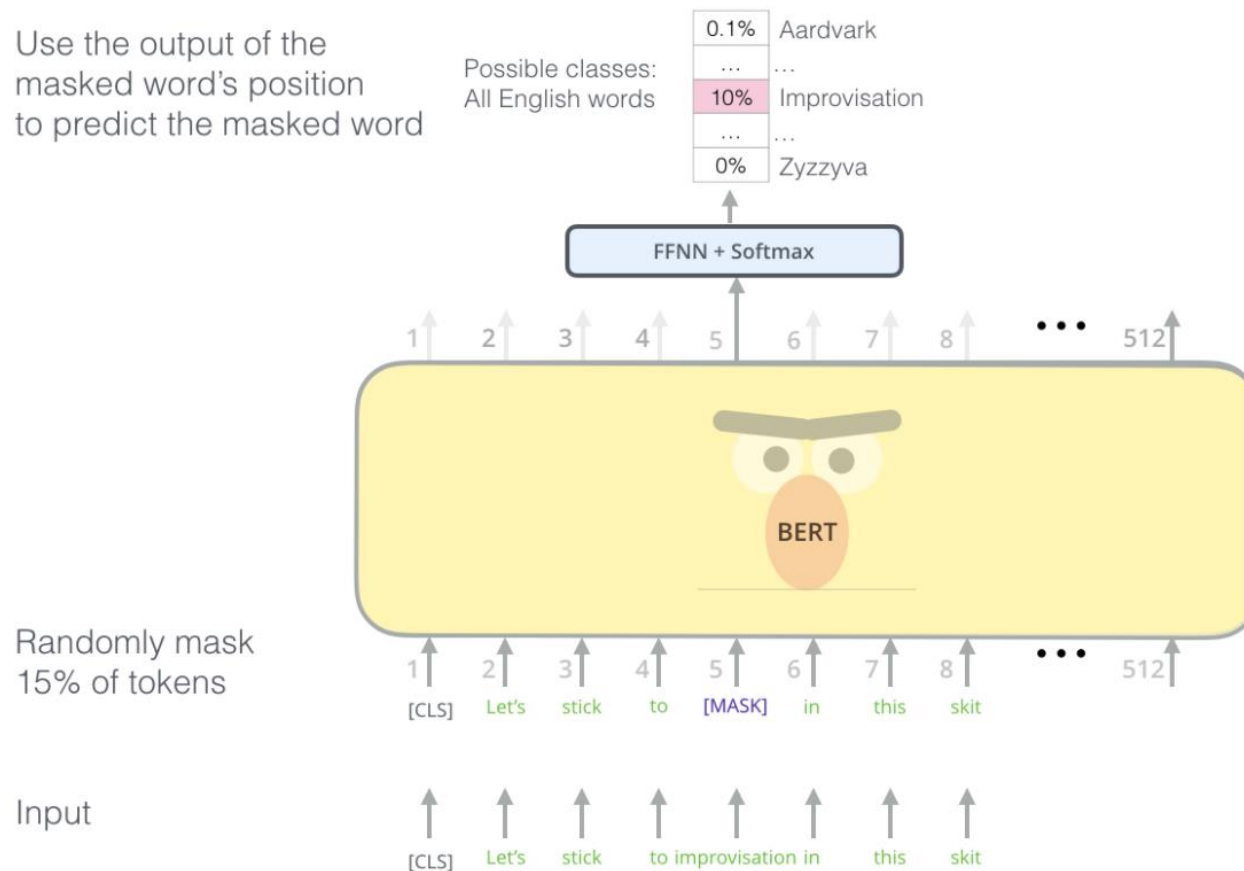 Use the output of the
masked word's position
to predict the masked word
Possible classes:
All English words
0.1% Aardvark
... ...
10% Improvisation
... ...
0% Zyzzyva
FFNN + Softmax
1 2 3 4 5 6 7 8 ••• 512
BERT
Randomly mask
15% of tokens
1 2 3 4 5 6 7 8 ••• 512
[CLS] Let's stick to [MASK] in this skit
Input
[CLS] Let's stick to improvisation in this skit